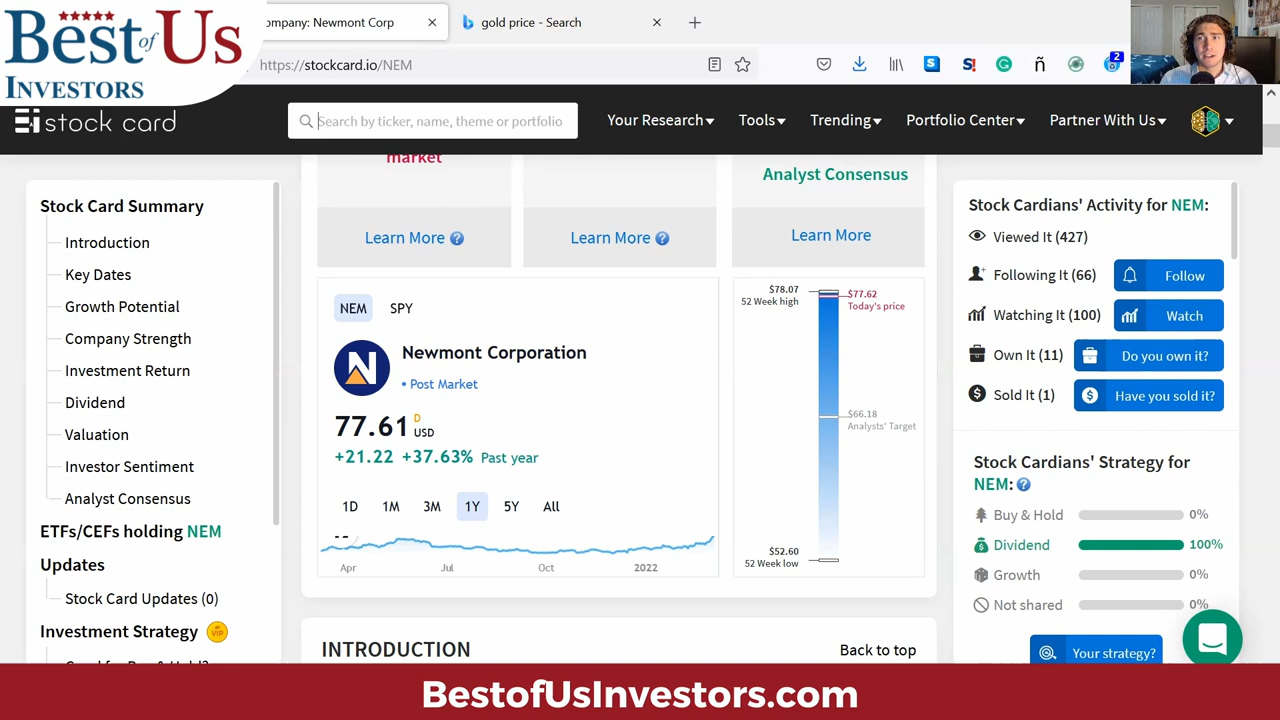 Best of Us
INVESTORS
ompany: Newmont Corp
gold price - Search
https://stockcard.io/NEM
2
stock card
Search by ticker, name, theme or portfolio
Your Research
Tools
Trending
Portfolio Center
Partner With Us
Stock Card Summary
Introduction
Key Dates
Growth Potential
Company Strength
Investment Return
Dividend
Valuation
Investor Sentiment
Analyst Consensus
ETFs/CEFs holding NEM
Updates
Stock Card Updates (0)
Investment Strategy VIP
market
Analyst Consensus
Learn More ?
Learn More ?
Learn More
NEM SPY
N
Newmont Corporation
• Post Market
77.61 D USD
+21.22 +37.63% Past year
1D 1M 3M 1Y 5Y All
--
Apr Jul Oct 2022
$78.07
52 Week high
$77.62
Today's price
$66.18
Analysts' Target
$52.60
52 Week low
INTRODUCTION
Back to top
Stock Cardians' Activity for NEM:
Viewed It (427)
Following It (66) Follow
Watching It (100) Watch
Own It (11) Do you own it?
Sold It (1) Have you sold it?
Stock Cardians' Strategy for
NEM: ?
Buy & Hold 0%
Dividend 100%
Growth 0%
Not shared 0%
Your strategy?
BestofUsInvestors.com